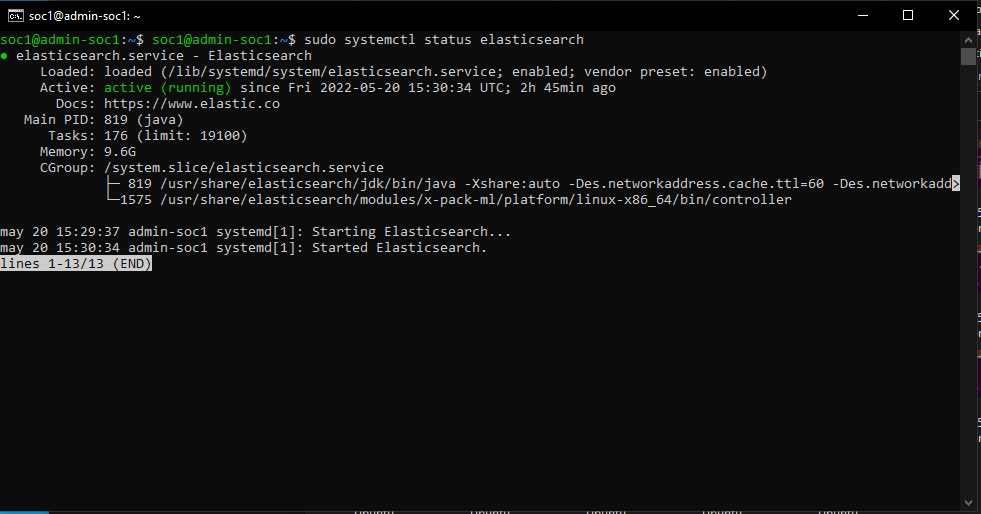 soc1@admin-soc1: ~
soc1@admin-soc1:~$ soc1@admin-soc1:~$ sudo systemctl status elasticsearch
● elasticsearch.service - Elasticsearch
Loaded: loaded (/lib/systemd/system/elasticsearch.service; enabled; vendor preset: enabled)
Active: active (running) since Fri 2022-05-20 15:30:34 UTC; 2h 45min ago
Docs: https://www.elastic.co
Main PID: 819 (java)
Tasks: 176 (limit: 19100)
Memory: 9.6G
CGroup: /system.slice/elasticsearch.service
├─ 819 /usr/share/elasticsearch/jdk/bin/java -Xshare:auto -Des.networkaddress.cache.ttl=60 -Des.networkadd>
└─1575 /usr/share/elasticsearch/modules/x-pack-ml/platform/linux-x86_64/bin/controller
may 20 15:29:37 admin-soc1 systemd[1]: Starting Elasticsearch...
may 20 15:30:34 admin-soc1 systemd[1]: Started Elasticsearch.
lines 1-13/13 (END)